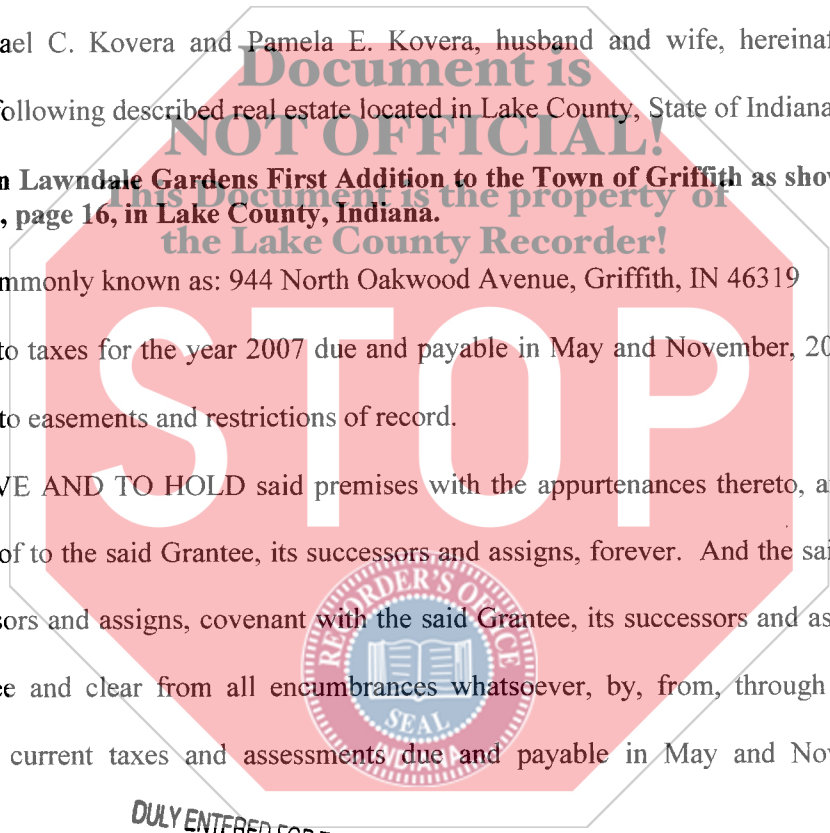 ael C. Kovera and Pamela E. Kovera, husband and wife, hereinaf
Document is
following described real estate located in Lake County, State of Indiana
NOT OFFICIAL!
n Lawndale Gardens First Addition to the Town of Griffith as show
This Document is the property of
, page 16, in Lake County, Indiana.
the Lake County Recorder!
mmonly known as: 944 North Oakwood Avenue, Griffith, IN 46319
to taxes for the year 2007 due and payable in May and November, 20
STOP
to easements and restrictions of record.
VE AND TO HOLD said premises with the appurtenances thereto, a
of to the said Grantee, its successors and assigns, forever. And the sai
sors and assigns, covenant with the said Grantee, its successors and as
ee and clear from all encumbrances whatsoever, by, from, through
current taxes and assessments due and payable in May and Nov
RECORDER'S OFFICE
SEAL
INDIANA
DULY ENTERED FOR